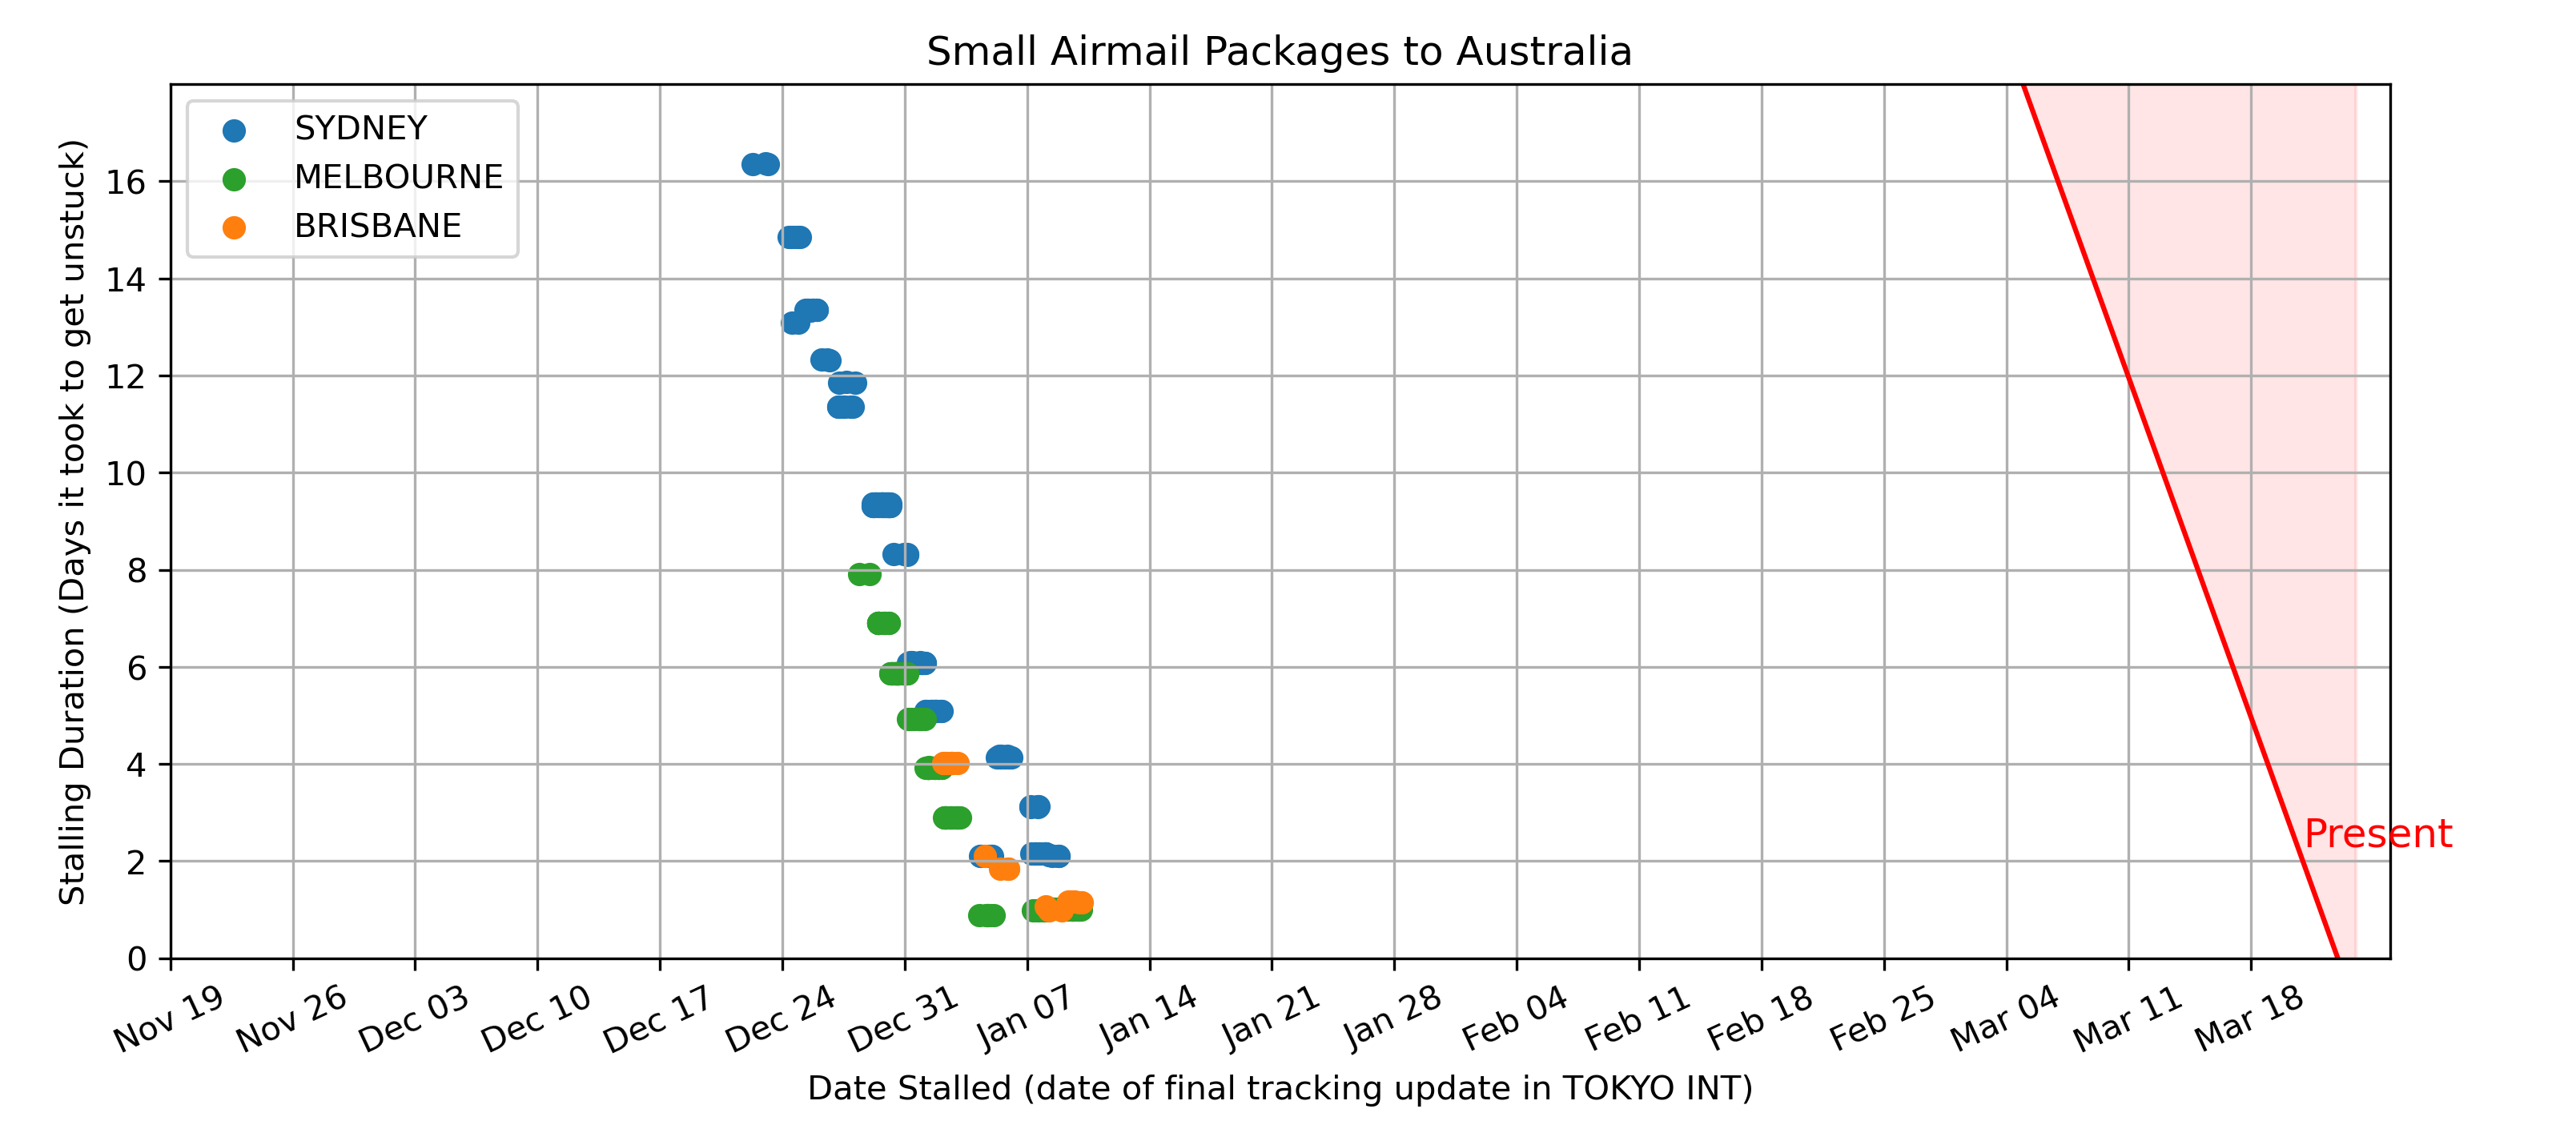 Small Airmail Packages to Australia
SYDNEY
MELBOURNE
BRISBANE
Stalling Duration (Days it took to get unstuck)
16
14
12
10
8
6
4
2
0
Present
Nov 19 Nov 26 Dec 03 Dec 10 Dec 17 Dec 24 Dec 31 Jan 07 Jan 14 Jan 21 Jan 28 Feb 04 Feb 11 Feb 18 Feb 25 Mar 04 Mar 11 Mar 18
Date Stalled (date of final tracking update in TOKYO INT)